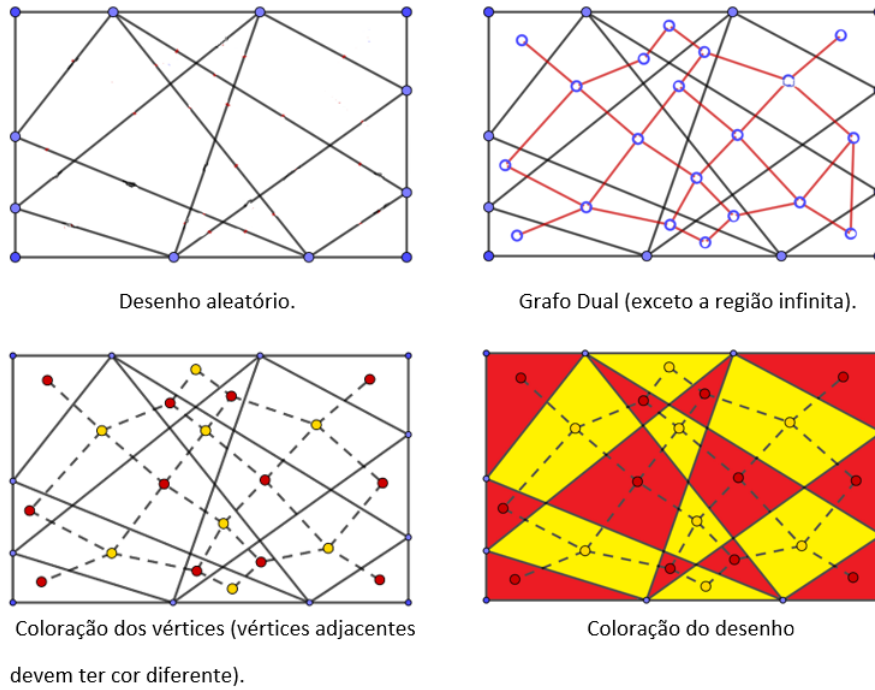 Desenho aleatório.
Grafo Dual (exceto a região infinita).
Coloração dos vértices (vértices adjacentes
devem ter cor diferente).
Coloração do desenho